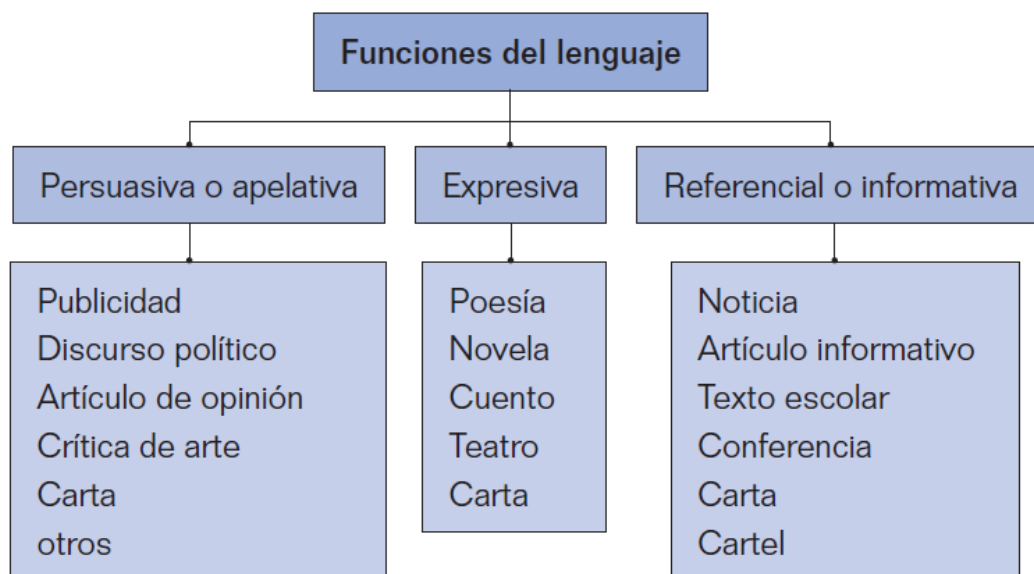 Funciones del lenguaje
Persuasiva o apelativa
Expresiva
Referencial o informativa
Publicidad
Discurso político
Artículo de opinión
Crítica de arte
Carta
otros
Poesía
Novela
Cuento
Teatro
Carta
Noticia
Artículo informativo
Texto escolar
Conferencia
Carta
Cartel